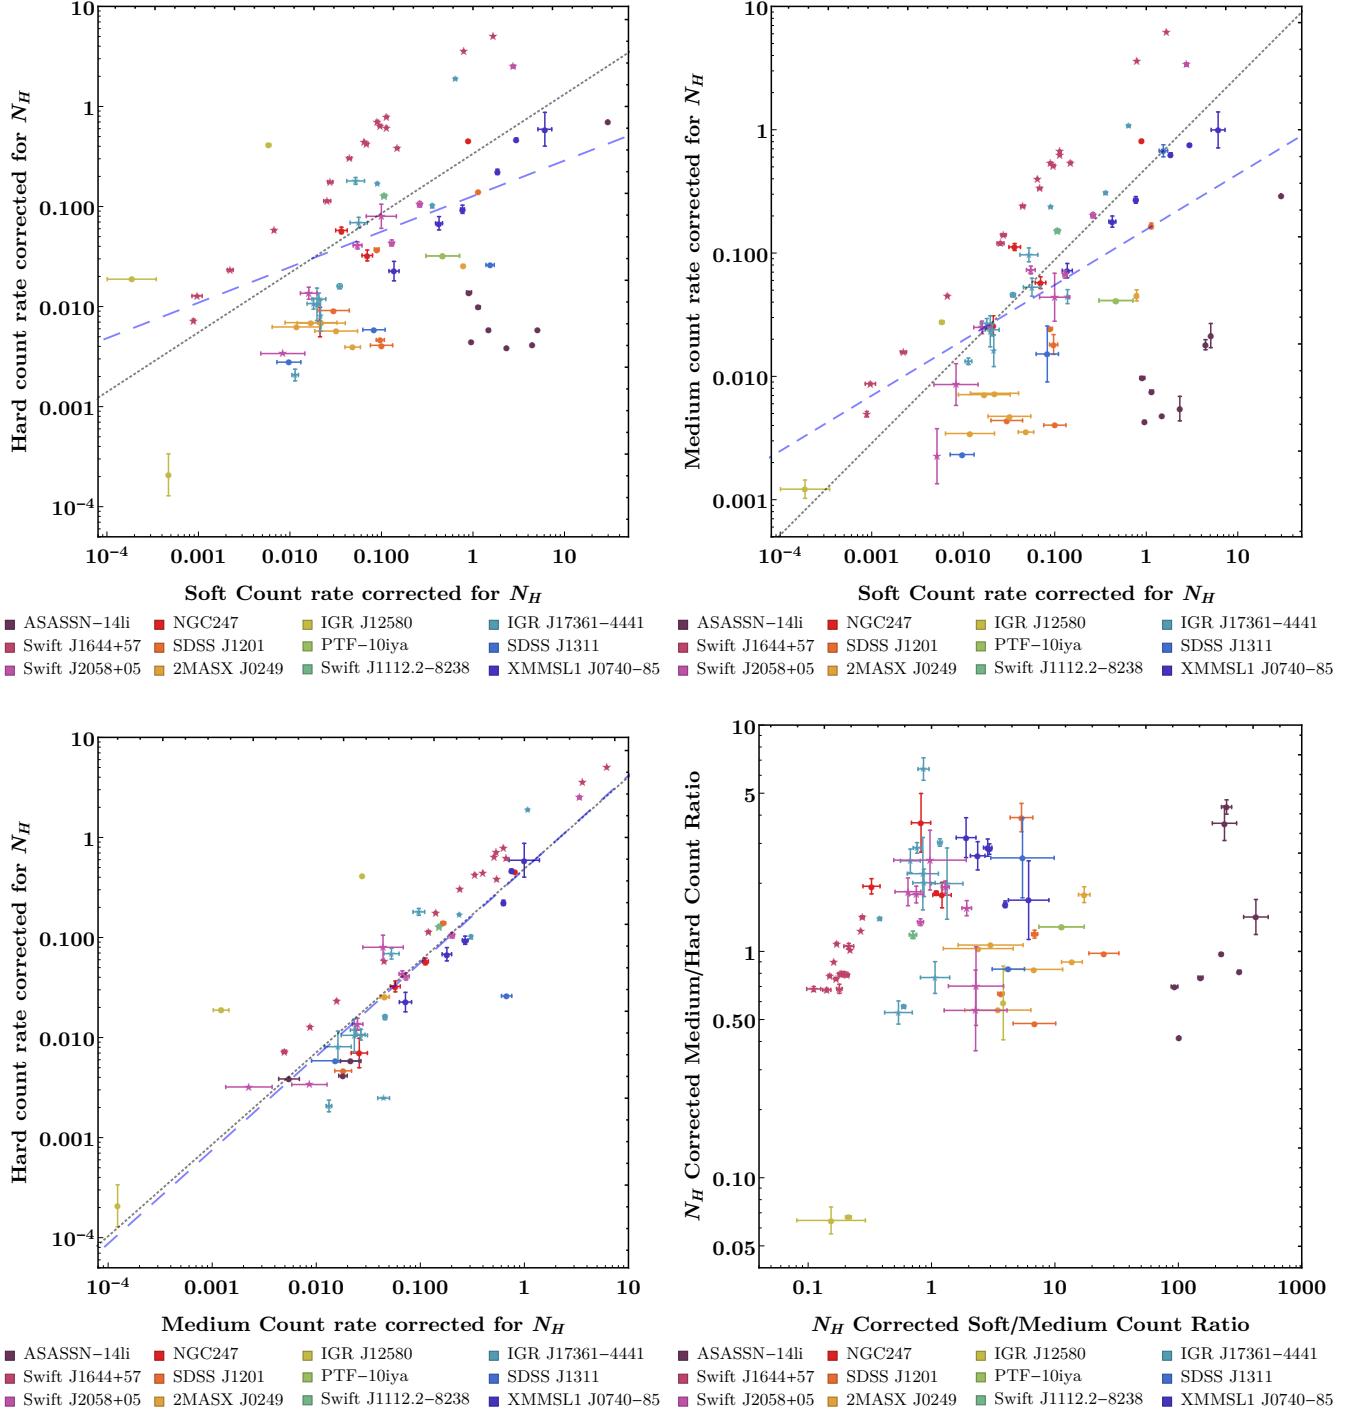 10
1
0.100
0.010
0.001
10⁻⁴
Hard count rate corrected for N_H
10⁻⁴ 0.001 0.010 0.100 1 10
Soft Count rate corrected for N_H
ASASSN−14li NGC247 IGR J12580 IGR J17361−4441
Swift J1644+57 SDSS J1201 PTF−10iya SDSS J1311
Swift J2058+05 2MASX J0249 Swift J1112.2−8238 XMMSL1 J0740−85
10
1
0.100
0.010
0.001
Medium count rate corrected for N_H
10⁻⁴ 0.001 0.010 0.100 1 10
Soft Count rate corrected for N_H
ASASSN−14li NGC247 IGR J12580 IGR J17361−4441
Swift J1644+57 SDSS J1201 PTF−10iya SDSS J1311
Swift J2058+05 2MASX J0249 Swift J1112.2−8238 XMMSL1 J0740−85
10
1
0.100
0.010
0.001
10⁻⁴
Hard count rate corrected for N_H
10⁻⁴ 0.001 0.010 0.100 1 10
Medium Count rate corrected for N_H
ASASSN−14li NGC247 IGR J12580 IGR J17361−4441
Swift J1644+57 SDSS J1201 PTF−10iya SDSS J1311
Swift J2058+05 2MASX J0249 Swift J1112.2−8238 XMMSL1 J0740−85
10
5
1
0.50
0.10
0.05
N_H Corrected Medium/Hard Count Ratio
0.1 1 10 100 1000
N_H Corrected Soft/Medium Count Ratio
ASASSN−14li NGC247 IGR J12580 IGR J17361−4441
Swift J1644+57 SDSS J1201 PTF−10iya SDSS J1311
Swift J2058+05 2MASX J0249 Swift J1112.2−8238 XMMSL1 J0740−85